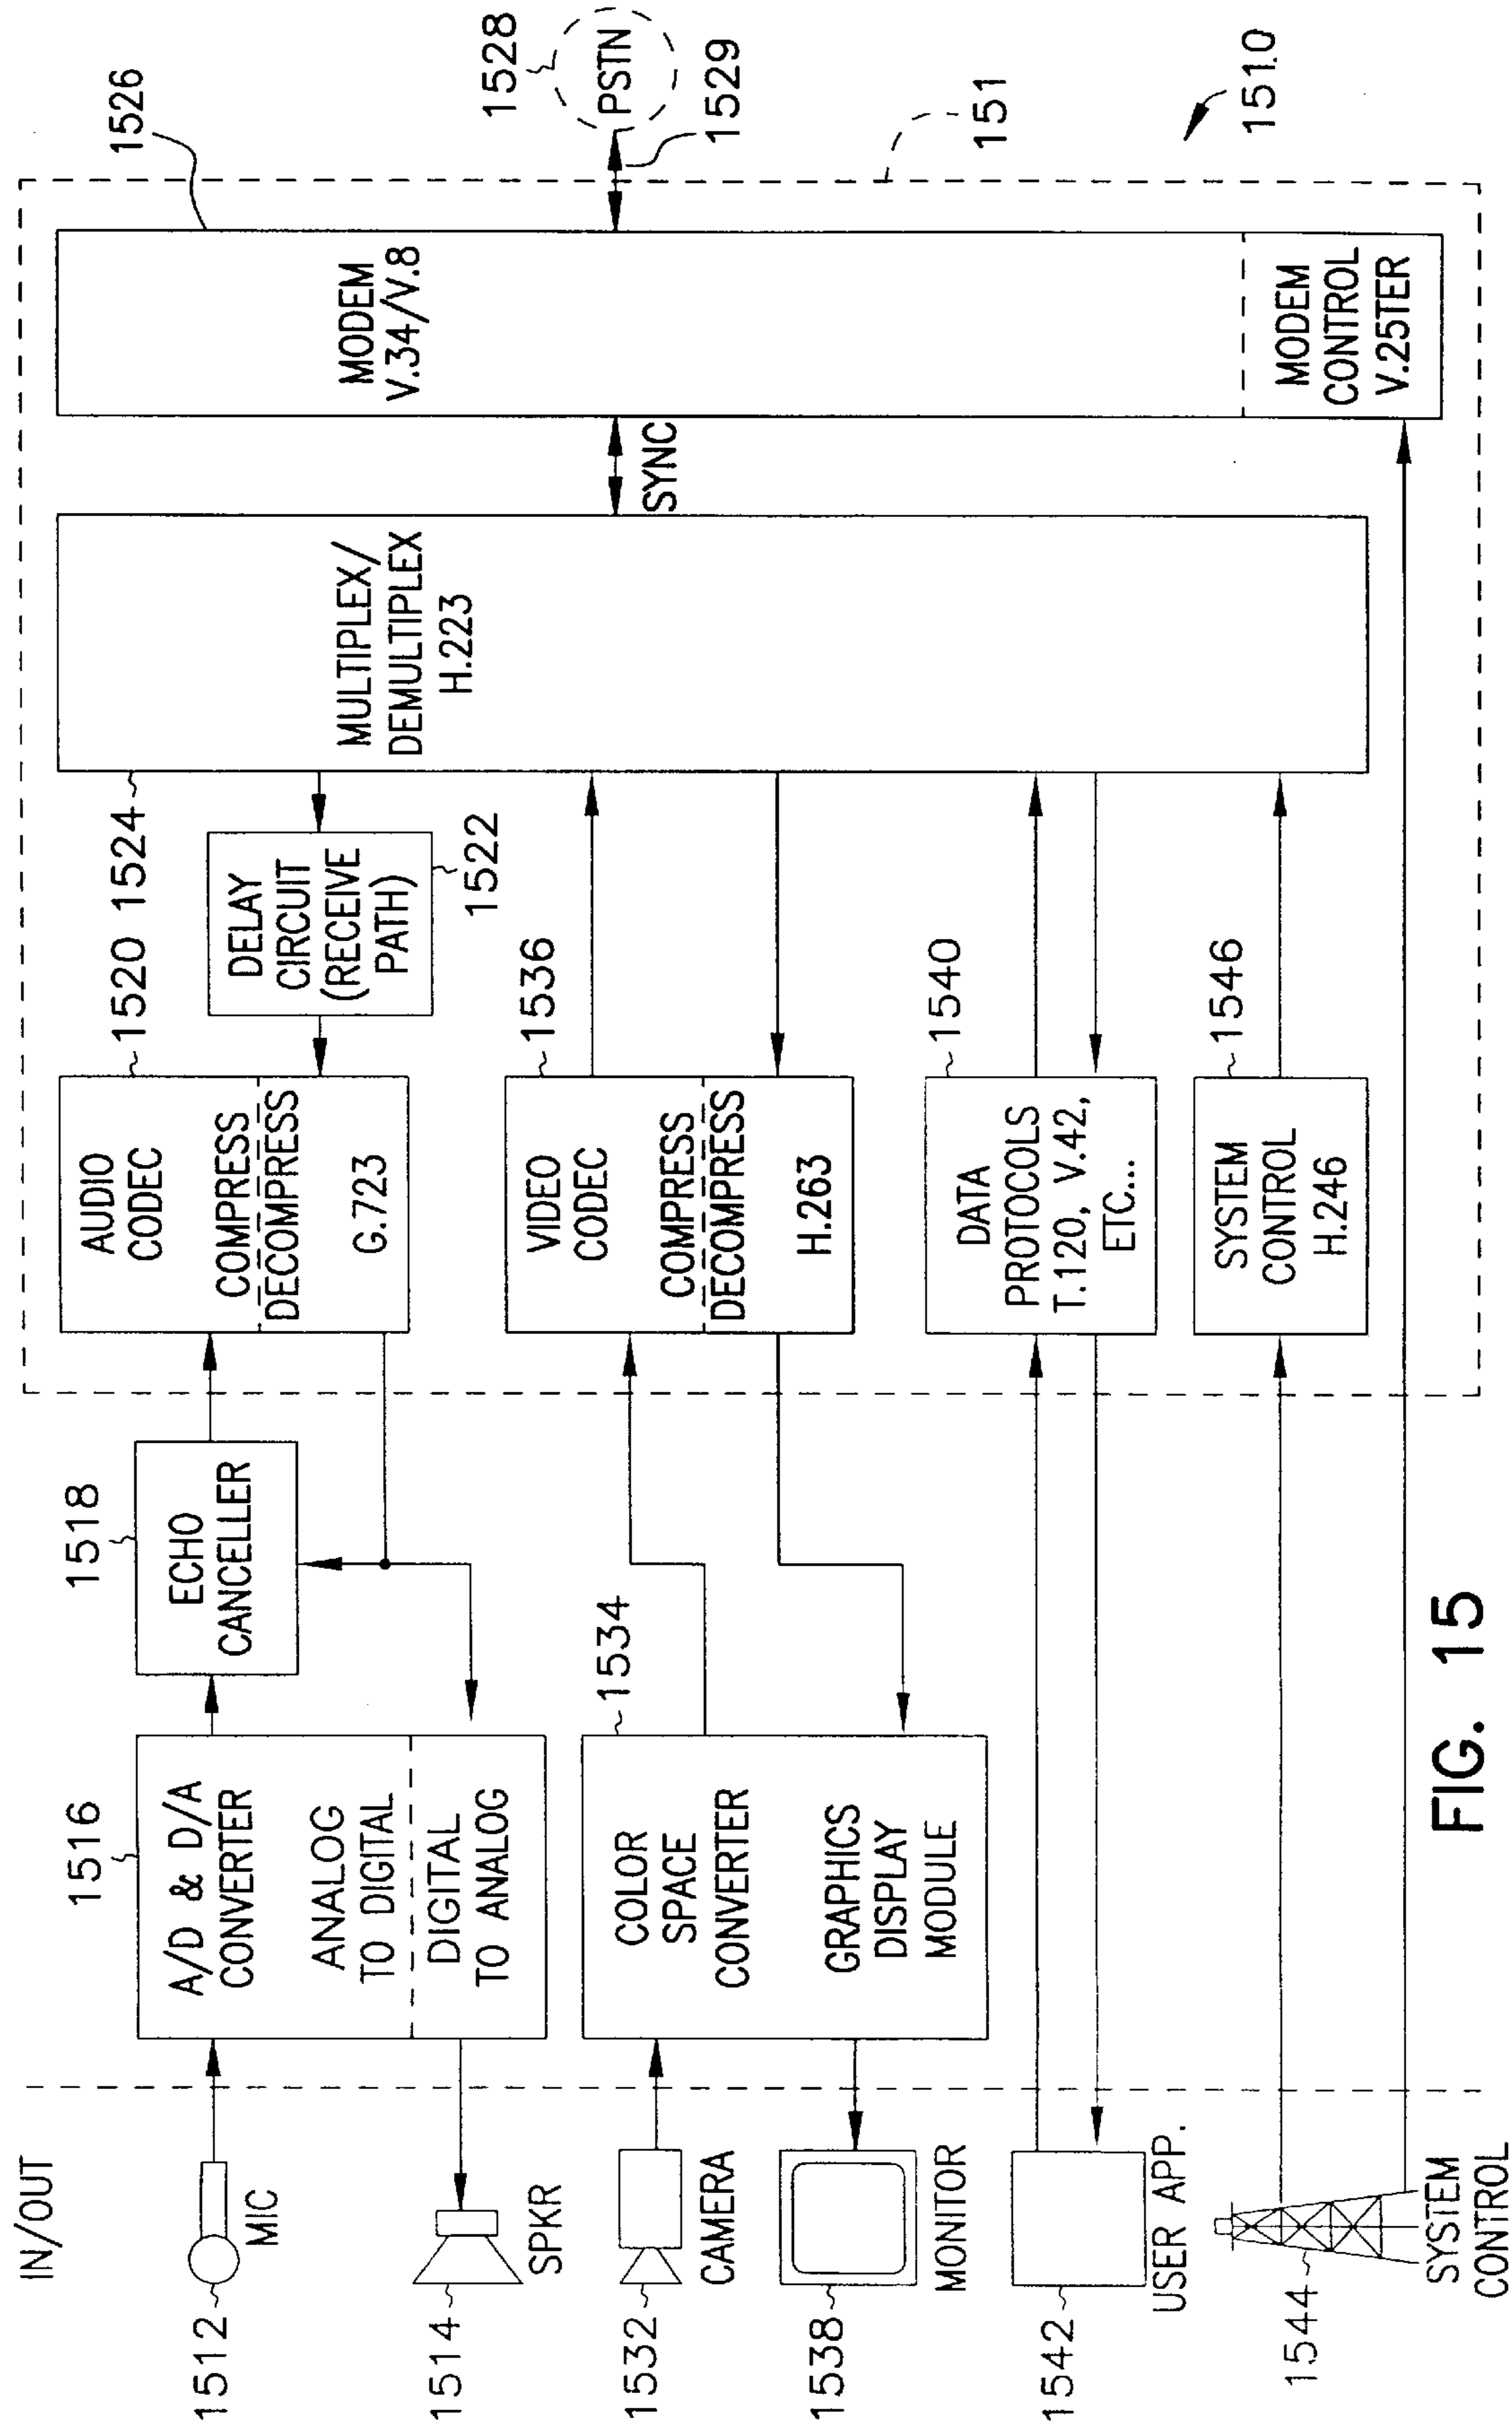 IN/OUT
1512
MIC
1514
SPKR
1532
CAMERA
1538
MONITOR
1542
USER APP.
1544
SYSTEM
CONTROL
1516
A/D & D/A
CONVERTER
ANALOG
TO DIGITAL
DIGITAL
TO ANALOG
1518
ECHO
CANCELLER
1534
COLOR
SPACE
CONVERTER
GRAPHICS
DISPLAY
MODULE
1520
AUDIO
CODEC
COMPRESS
DECOMPRESS
G.723
1522
DELAY
CIRCUIT
(RECEIVE
PATH)
1536
VIDEO
CODEC
COMPRESS
DECOMPRESS
H.263
1540
DATA
PROTOCOLS
T.120, V.42,
ETC...
1546
SYSTEM
CONTROL
H.246
1524
MULTIPLEX/
DEMULTIPLEX
H.223
SYNC
1526
MODEM
V.34/V.8
MODEM
CONTROL
V.25TER
1528
PSTN
1529
151
1510
FIG. 15